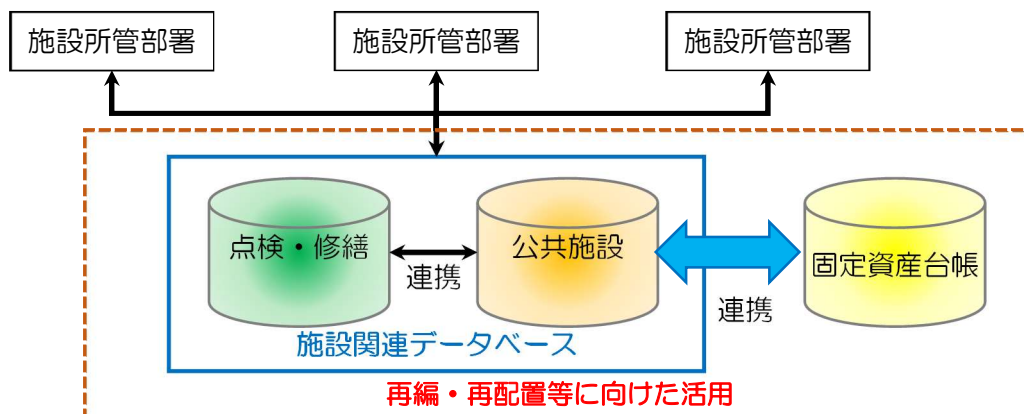 施設所管部署
施設所管部署
施設所管部署
点検・修繕
連携
公共施設
連携
固定資産台帳
施設関連データベース
再編・再配置等に向けた活用